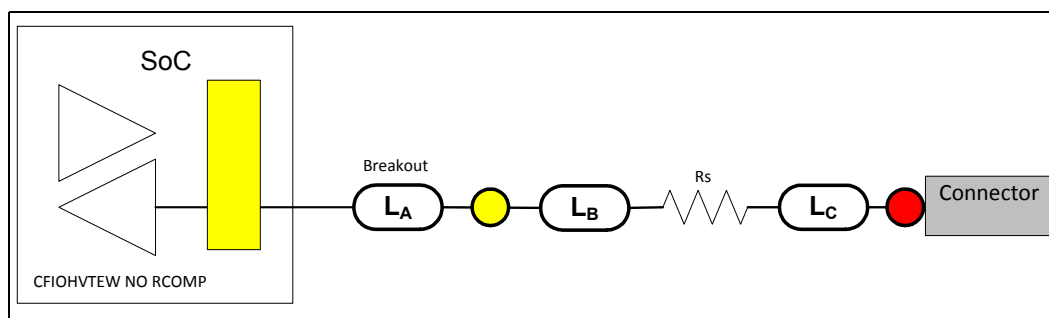 SoC
Breakout
Rs
Connector
LA
LB
LC
CFIOHVTEW NO RCOMP